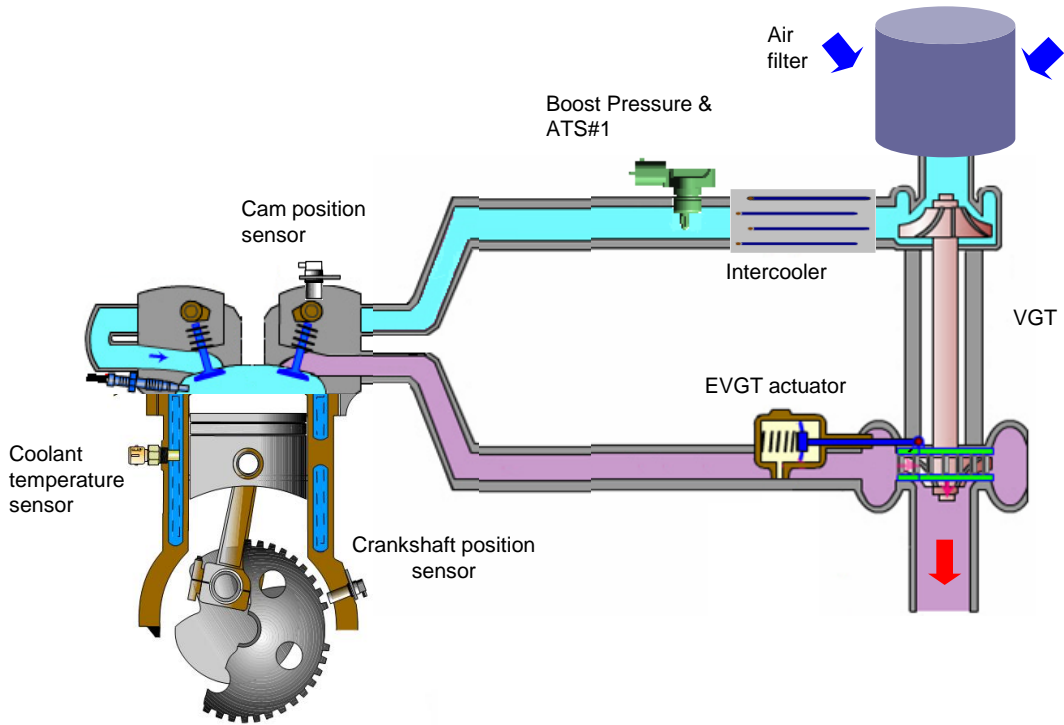 Air
filter
Boost Pressure &
ATS#1
Cam position
sensor
Intercooler
VGT
EVGT actuator
Coolant
temperature
sensor
Crankshaft position
sensor